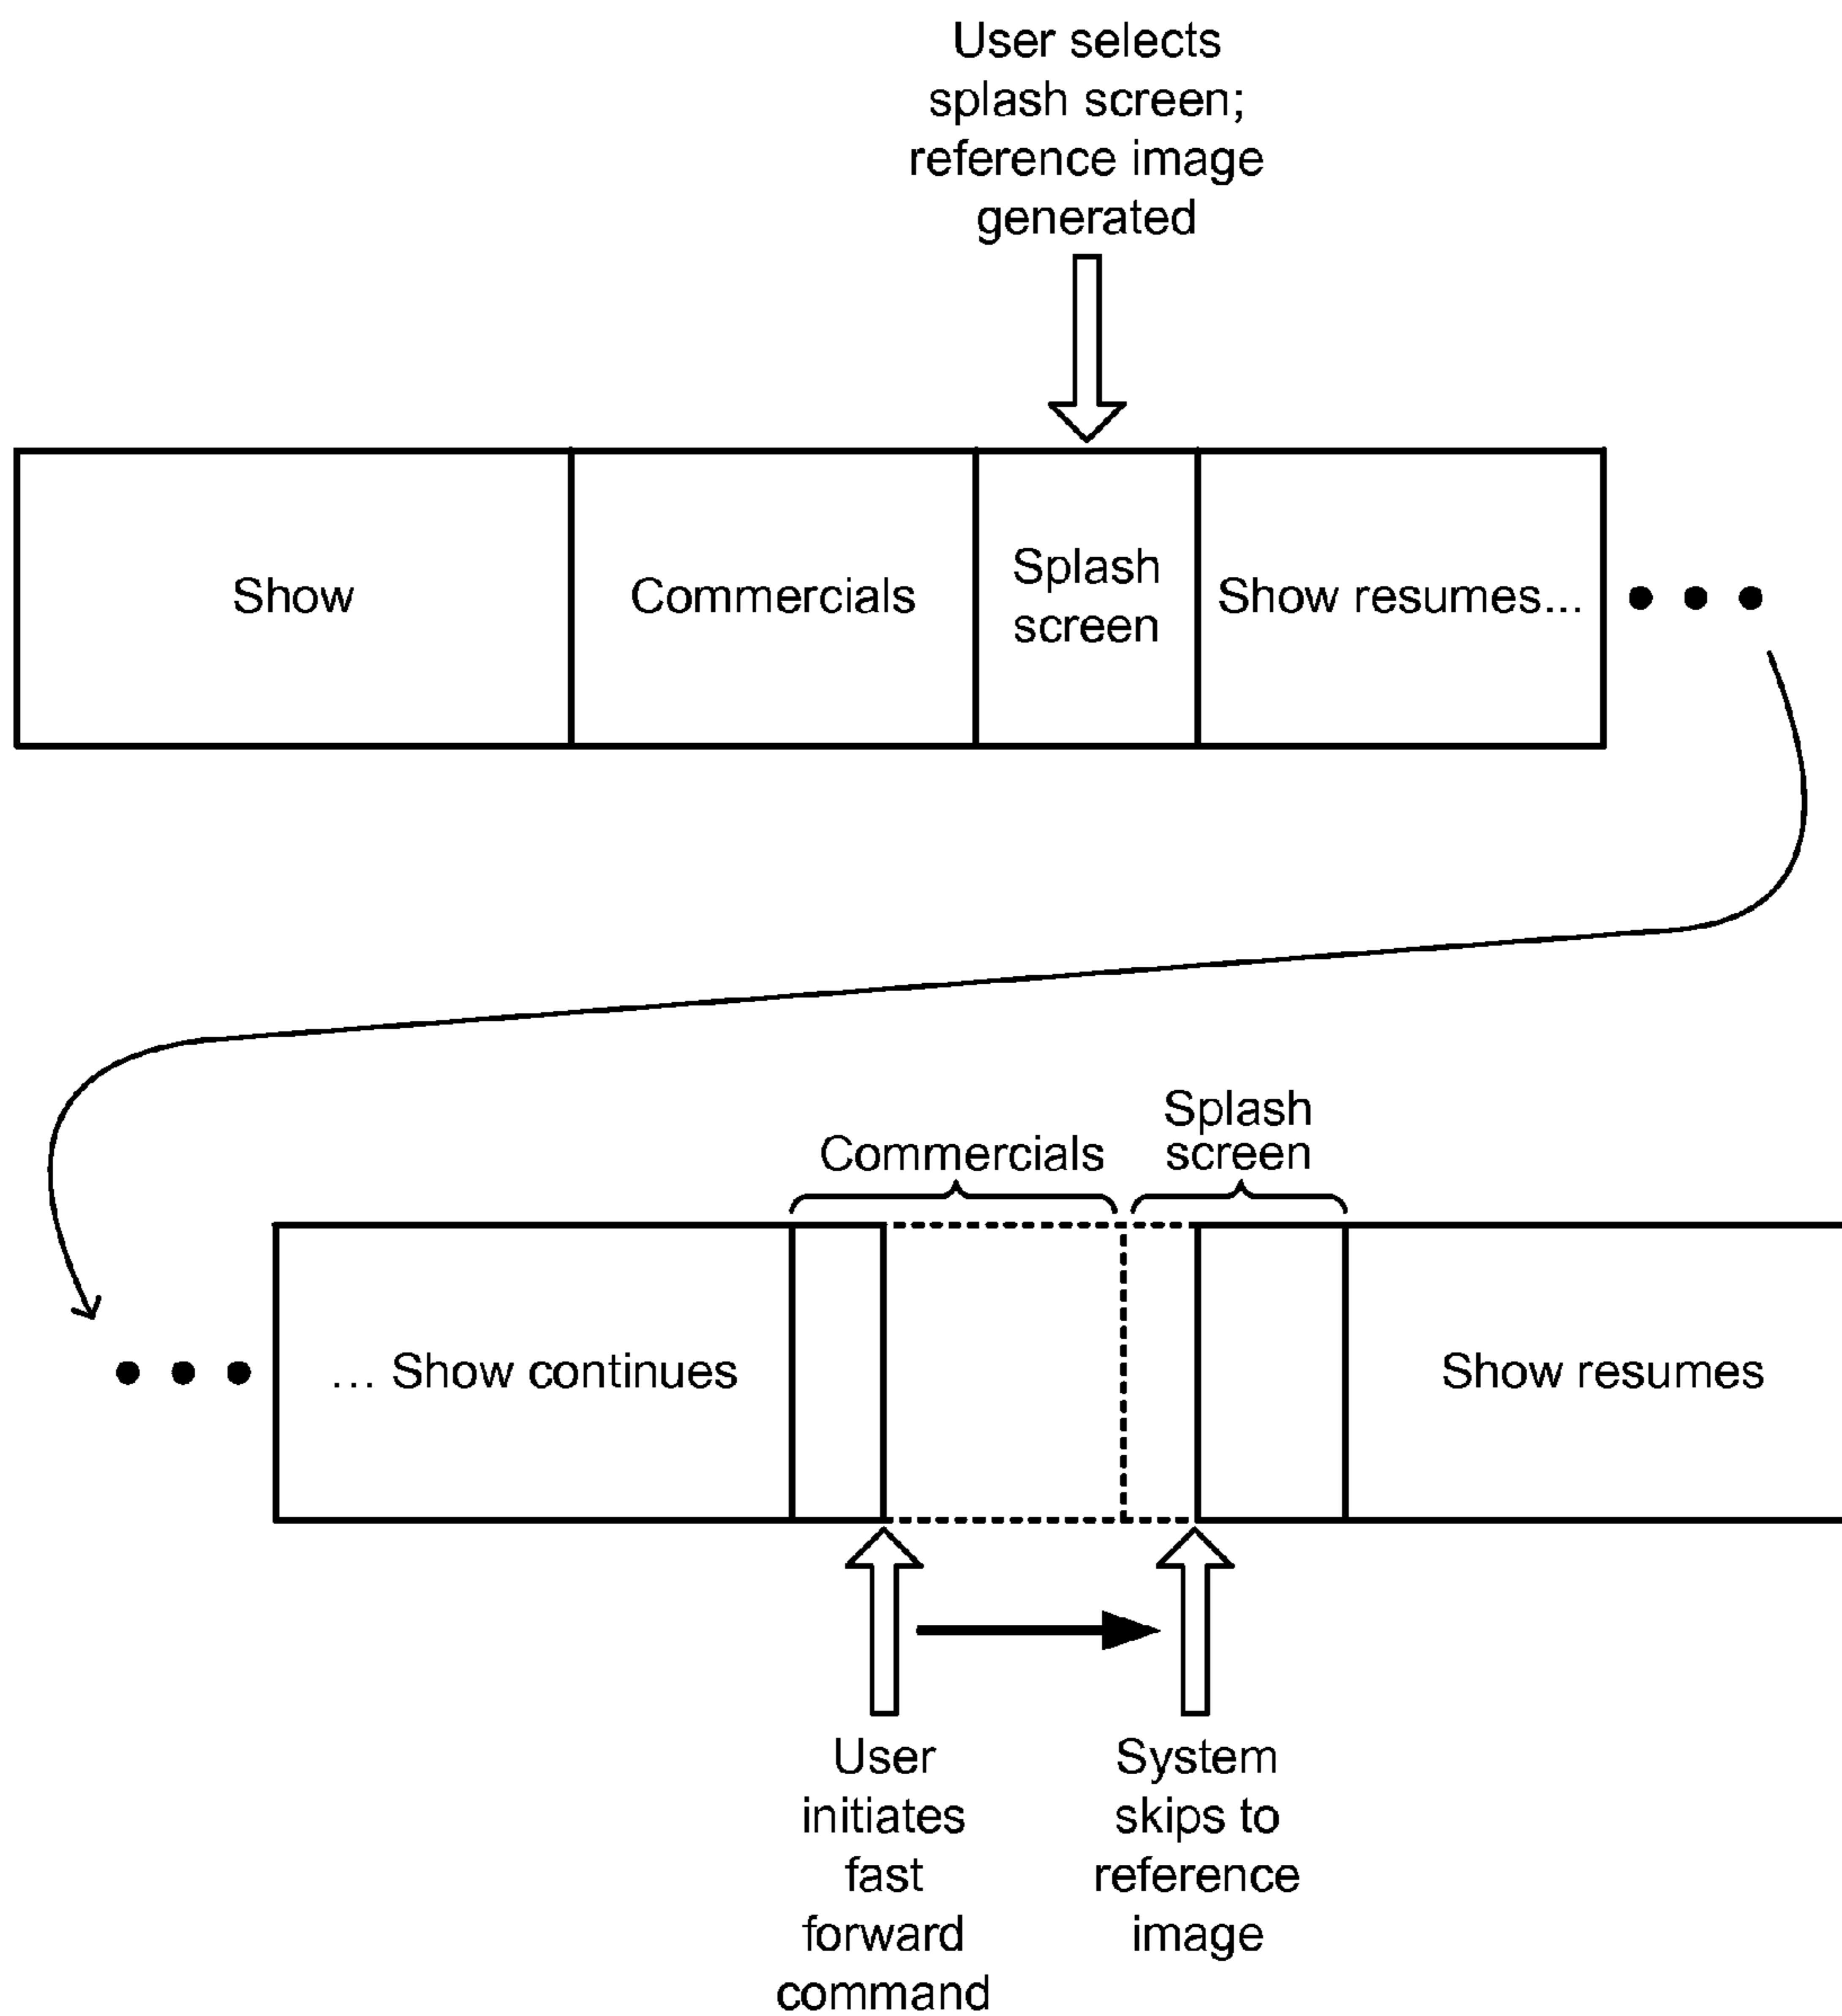 User selects
splash screen;
reference image
generated
Show
Commercials
Splash
screen
Show resumes...
Commercials
Splash
screen
... Show continues
Show resumes
User
initiates
fast
forward
command
System
skips to
reference
image